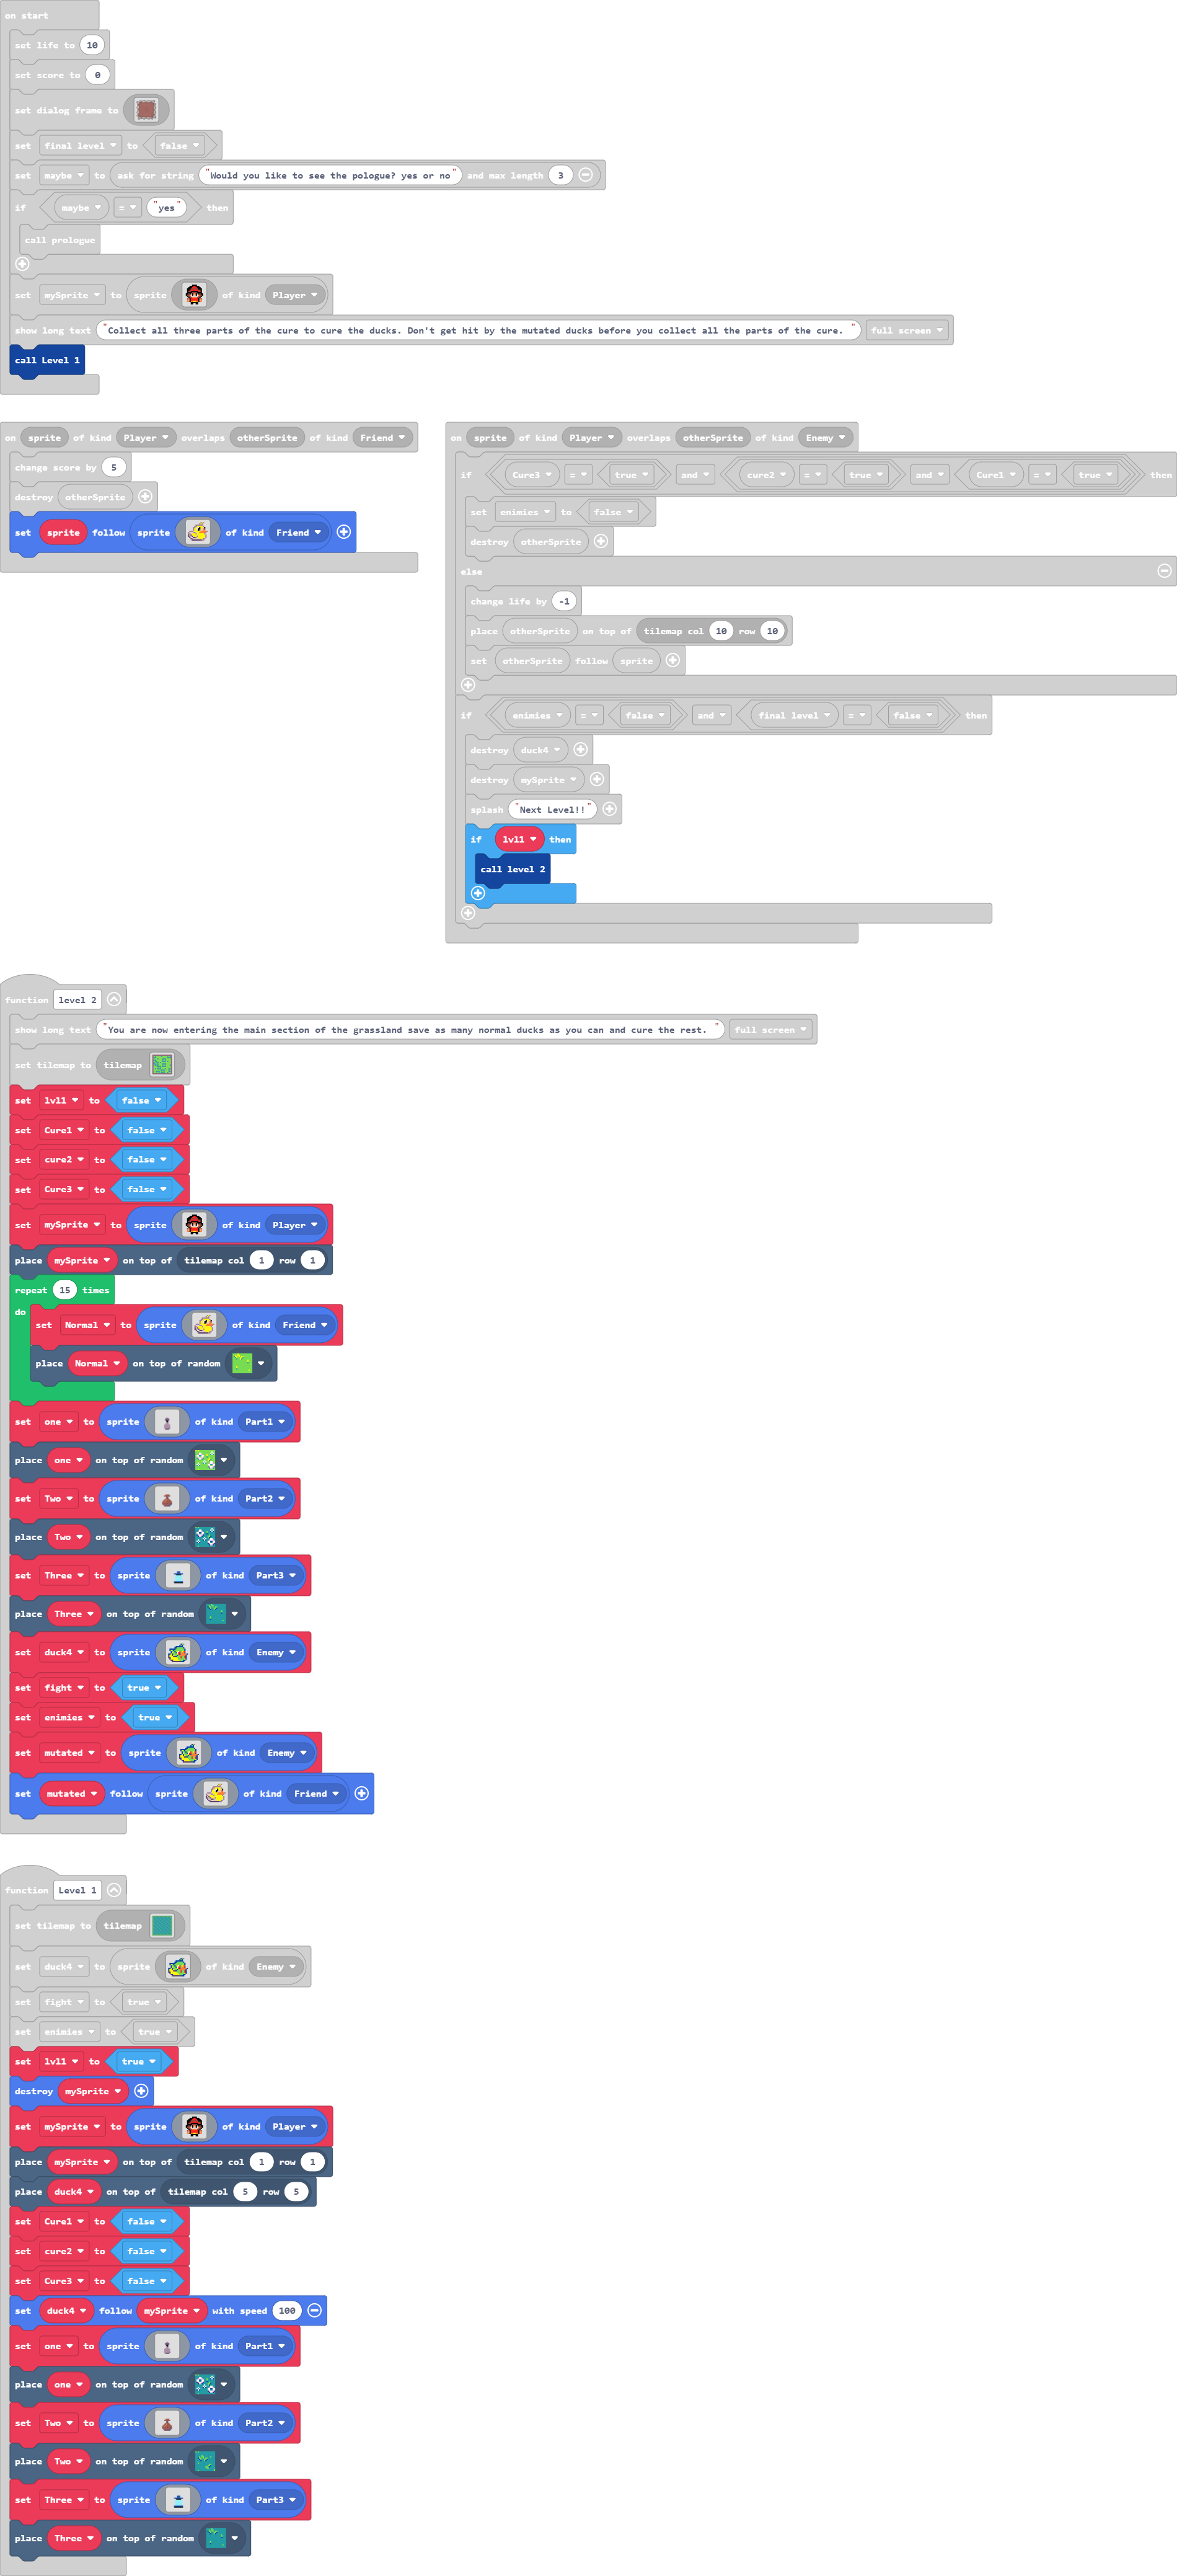 on start
set life to 10
set score to 0
set dialog frame to
set final level to false
set maybe to ask for string "Would you like to see the pologue? yes or no" and max length 3
if maybe = "yes" then
call prologue
set mySprite to sprite of kind Player
show long text "Collect all three parts of the cure to cure the ducks. Don't get hit by the mutated ducks before you collect all the parts of the cure. " full screen
call Level 1
on sprite of kind Player overlaps otherSprite of kind Friend
change score by 5
destroy otherSprite
set sprite follow sprite of kind Friend
on sprite of kind Player overlaps otherSprite of kind Enemy
if Cure3 = true and cure2 = true and Cure1 = true then
set enimies to false
destroy otherSprite
else
change life by -1
place otherSprite on top of tilemap col 10 row 10
set otherSprite follow sprite
if enimies = false and final level = false then
destroy duck4
destroy mySprite
splash "Next Level!!"
if lvl1 then
call level 2
function level 2
show long text "You are now entering the main section of the grassland save as many normal ducks as you can and cure the rest. " full screen
set tilemap to tilemap
set lvl1 to false
set Cure1 to false
set cure2 to false
set Cure3 to false
set mySprite to sprite of kind Player
place mySprite on top of tilemap col 1 row 1
repeat 15 times
do
set Normal to sprite of kind Friend
place Normal on top of random
set one to sprite of kind Part1
place one on top of random
set Two to sprite of kind Part2
place Two on top of random
set Three to sprite of kind Part3
place Three on top of random
set duck4 to sprite of kind Enemy
set fight to true
set enimies to true
set mutated to sprite of kind Enemy
set mutated follow sprite of kind Friend
function Level 1
set tilemap to tilemap
set duck4 to sprite of kind Enemy
set fight to true
set enimies to true
set lvl1 to true
destroy mySprite
set mySprite to sprite of kind Player
place mySprite on top of tilemap col 1 row 1
place duck4 on top of tilemap col 5 row 5
set Cure1 to false
set cure2 to false
set Cure3 to false
set duck4 follow mySprite with speed 100
set one to sprite of kind Part1
place one on top of random
set Two to sprite of kind Part2
place Two on top of random
set Three to sprite of kind Part3
place Three on top of random